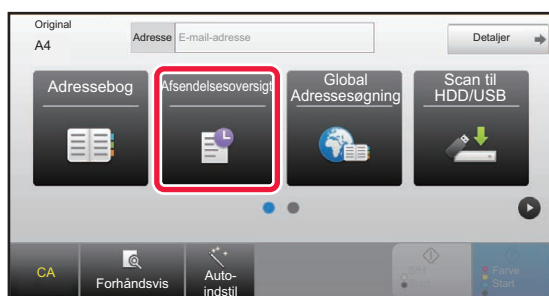 Original
A4
Adresse E-mail-adresse
Detaljer
Adressebog
Afsendelsesoversigt
Global
Adressesøgning
Scan til
HDD/USB
CA
Forhåndsvis
Auto-
indstil
Farve
Start